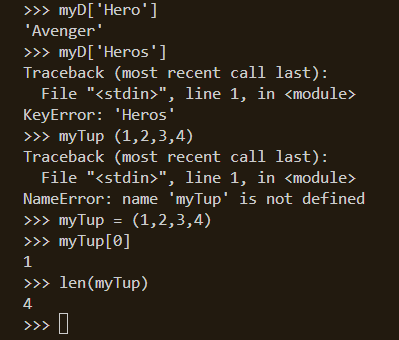 >>> myD['Hero']
'Avenger'
>>> myD['Heros']
Traceback (most recent call last):
  File "<stdin>", line 1, in <module>
KeyError: 'Heros'
>>> myTup (1,2,3,4)
Traceback (most recent call last):
  File "<stdin>", line 1, in <module>
NameError: name 'myTup' is not defined
>>> myTup = (1,2,3,4)
>>> myTup[0]
1
>>> len(myTup)
4
>>>